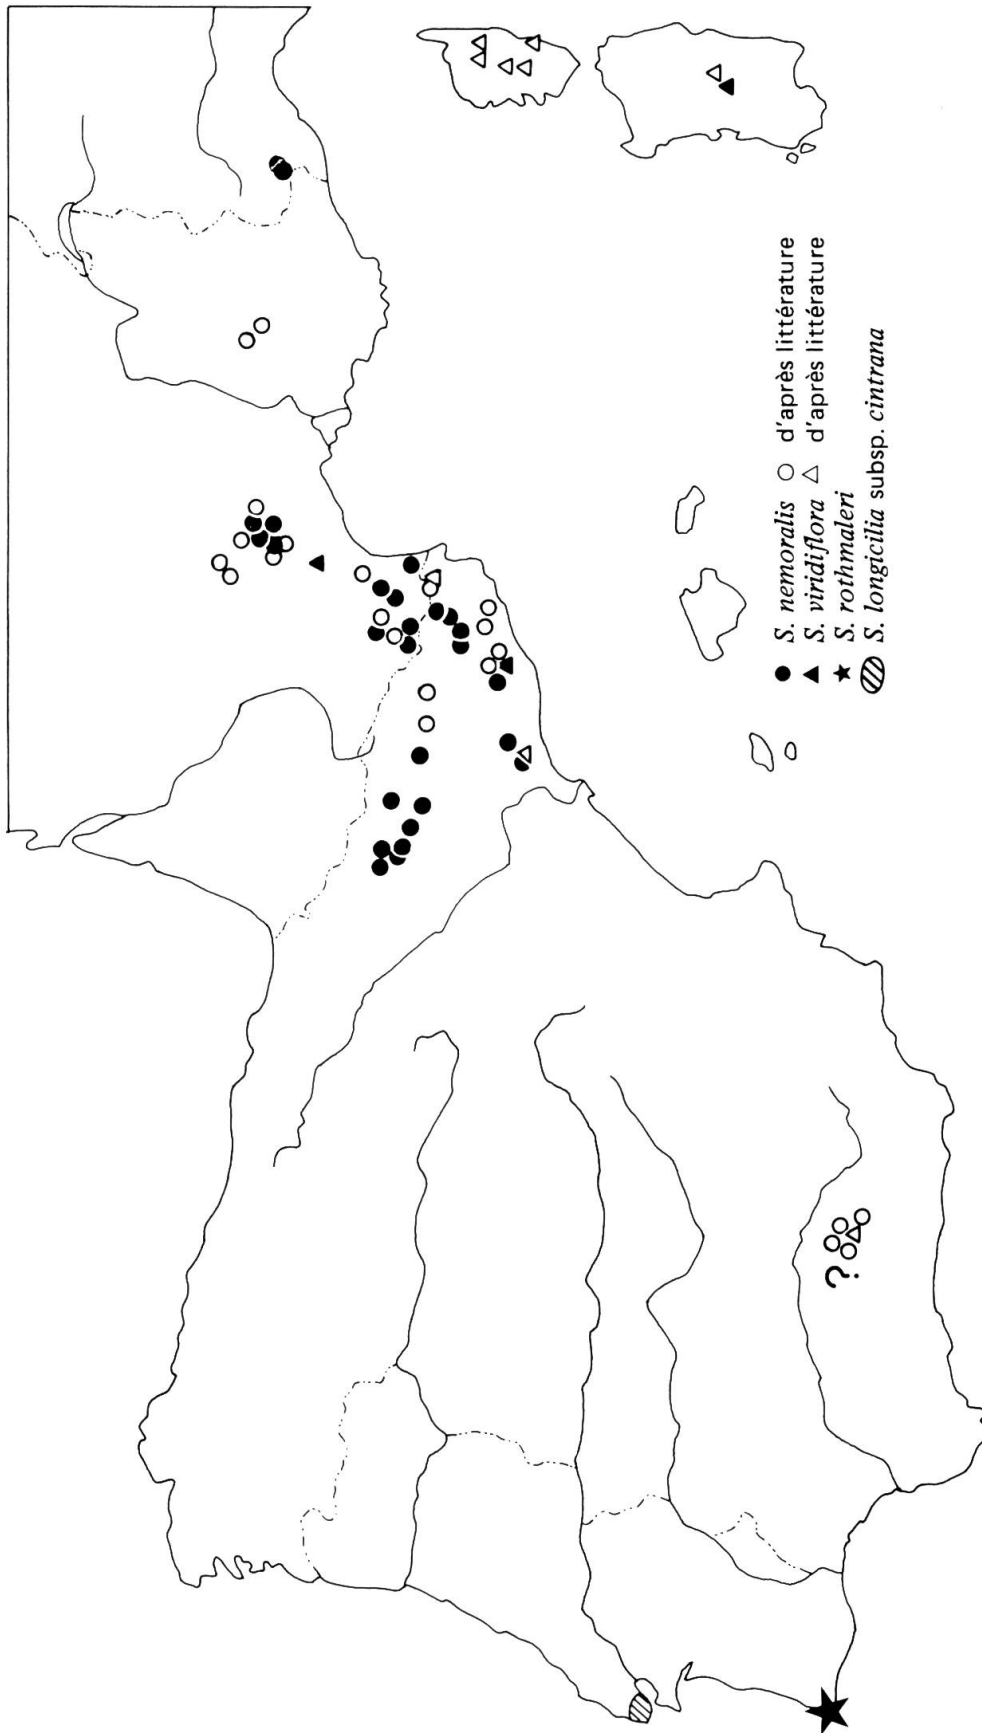 ● S. nemoralis ○ d'après littérature
▲ S. viridiflora △ d'après littérature
★ S. rothmaleri
S. longicilia subsp. cintrana
?